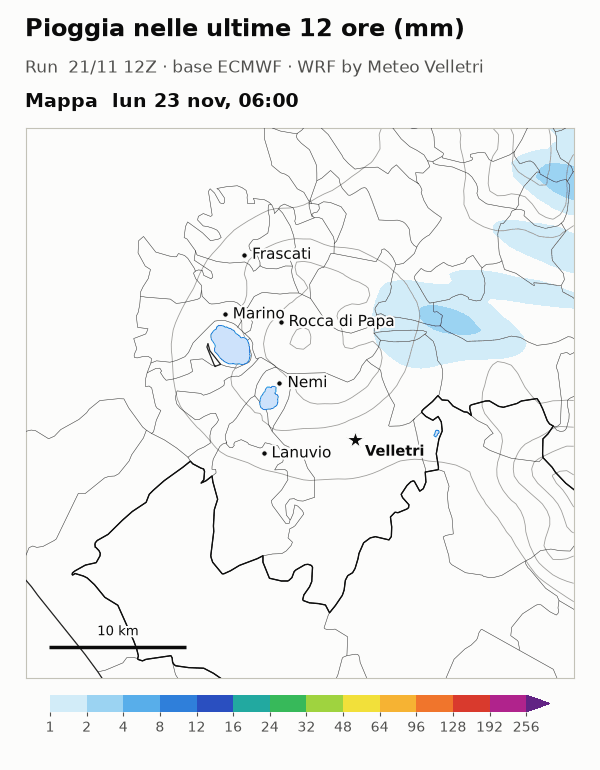 Pioggia nelle ultime 12 ore (mm)
Run 21/11 12Z · base ECMWF · WRF by Meteo Velletri
Mappa lun 23 nov, 06:00
Frascati
Marino
Rocca di Papa
Nemi
Velletri
Lanuvio
10 km
1 2 4 8 12 16 24 32 48 64 96 128 192 256